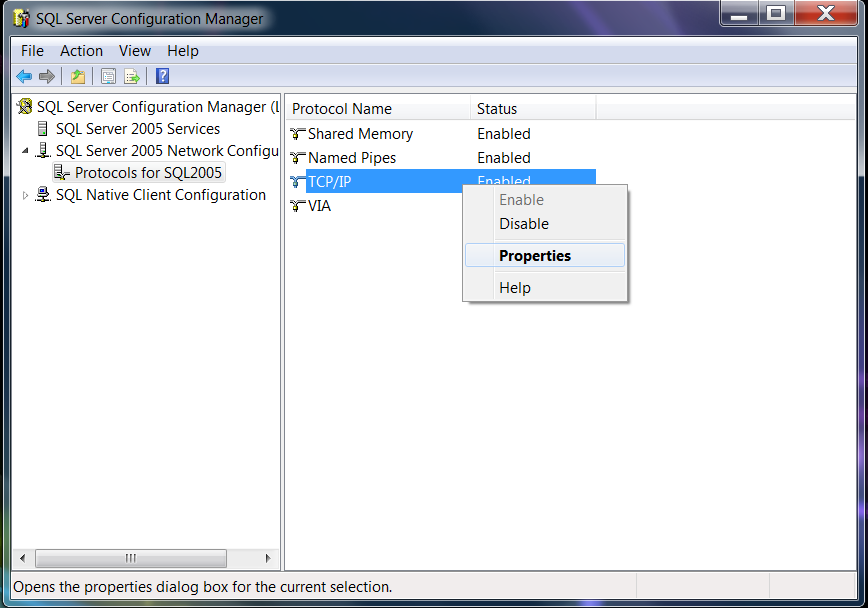 SQL Server Configuration Manager
File Action View Help
SQL Server Configuration Manager (L
SQL Server 2005 Services
SQL Server 2005 Network Configu
Protocols for SQL2005
SQL Native Client Configuration
Protocol Name Status
Shared Memory Enabled
Named Pipes Enabled
TCP/IP Enabled
VIA
Enable
Disable
Properties
Help
Opens the properties dialog box for the current selection.